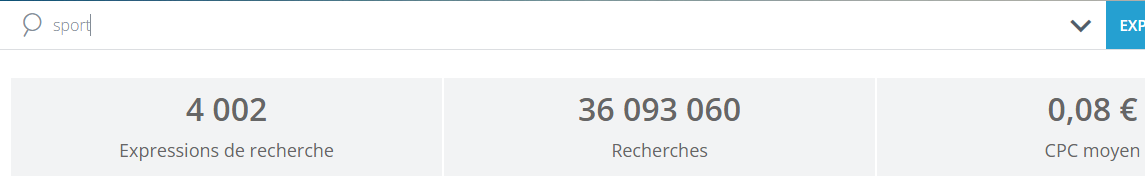 sport
EXP
4 002
36 093 060
0,08 €
Expressions de recherche
Recherches
CPC moyen